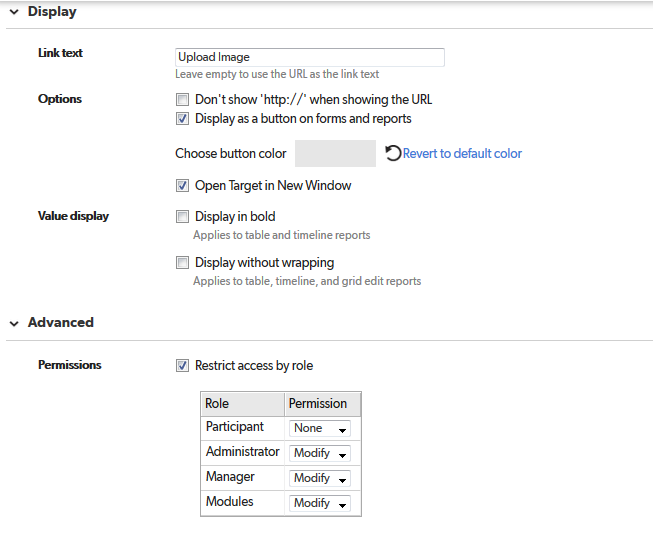 Display
Link text
Upload Image
Leave empty to use the URL as the link text
Options
Don't show 'http://' when showing the URL
Display as a button on forms and reports
Choose button color
Revert to default color
Open Target in New Window
Value display
Display in bold
Applies to table and timeline reports
Display without wrapping
Applies to table, timeline, and grid edit reports
Advanced
Permissions
Restrict access by role
Role Permission
Participant None
Administrator Modify
Manager Modify
Modules Modify